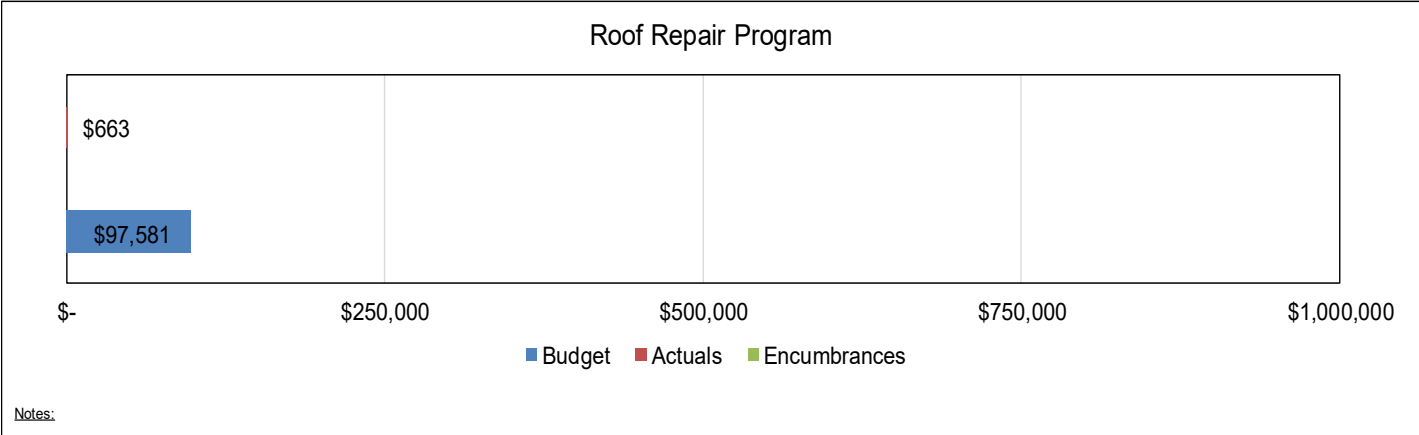 Roof Repair Program
$663
$97,581
$- $250,000 $500,000 $750,000 $1,000,000
Budget Actuals Encumbrances
Notes: